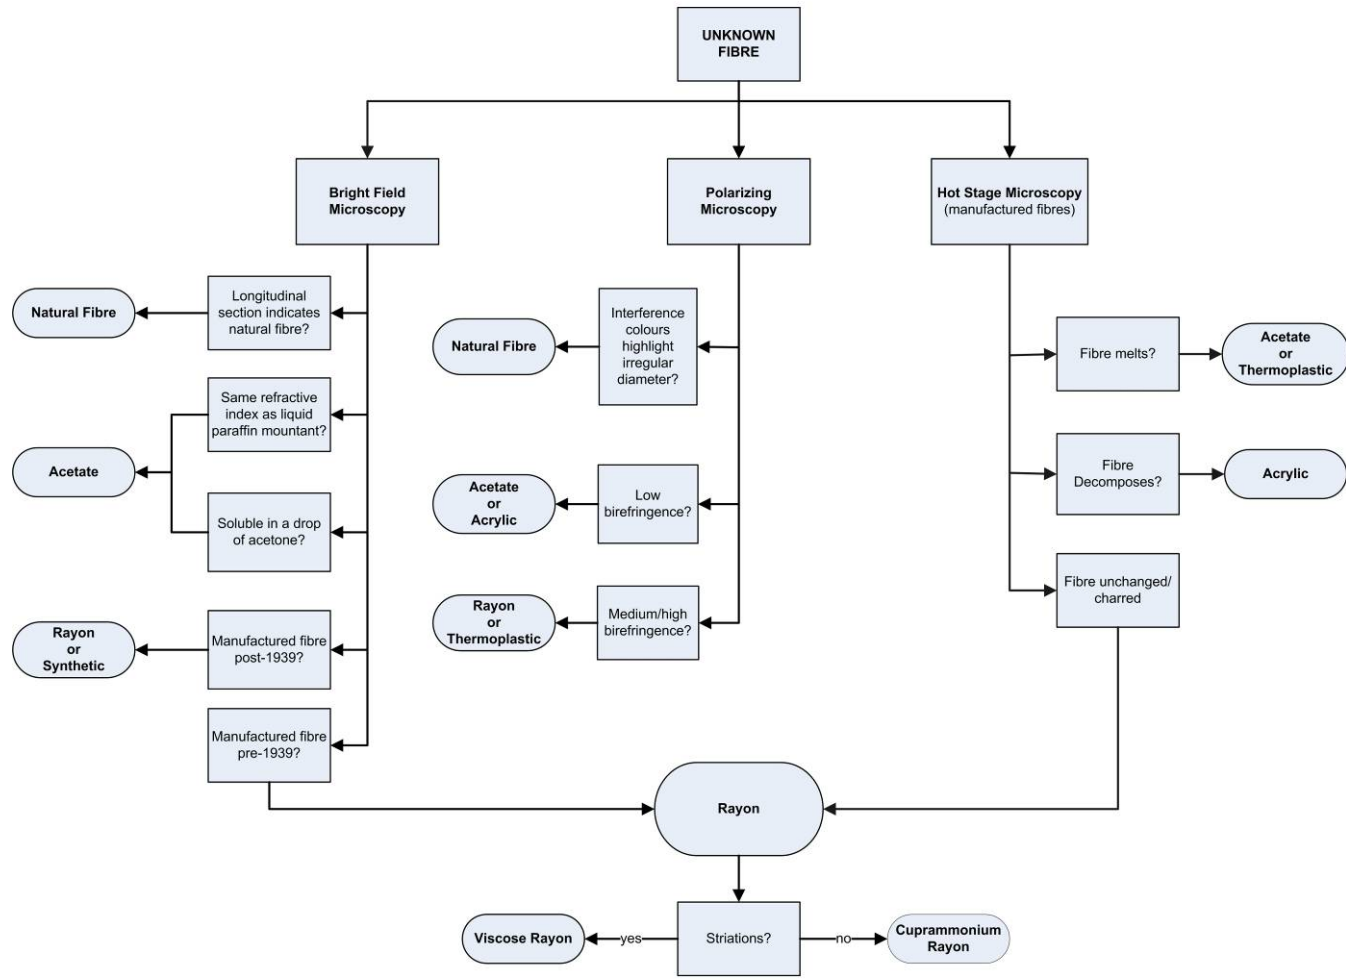 UNKNOWN
FIBRE
Bright Field
Microscopy
Polarizing
Microscopy
Hot Stage Microscopy
(manufactured fibres)
Natural Fibre
Longitudinal
section indicates
natural fibre?
Same refractive
index as liquid
paraffin mountant?
Acetate
Soluble in a drop
of acetone?
Rayon
or
Synthetic
Manufactured fibre
post-1939?
Manufactured fibre
pre-1939?
Natural Fibre
Interference
colours
highlight
irregular
diameter?
Acetate
or
Acrylic
Low
birefringence?
Rayon
or
Thermoplastic
Medium/high
birefringence?
Fibre melts?
Acetate
or
Thermoplastic
Fibre
Decomposes?
Acrylic
Fibre unchanged/
charred
Rayon
Viscose Rayon
yes
Striations?
no
Cuprammonium
Rayon